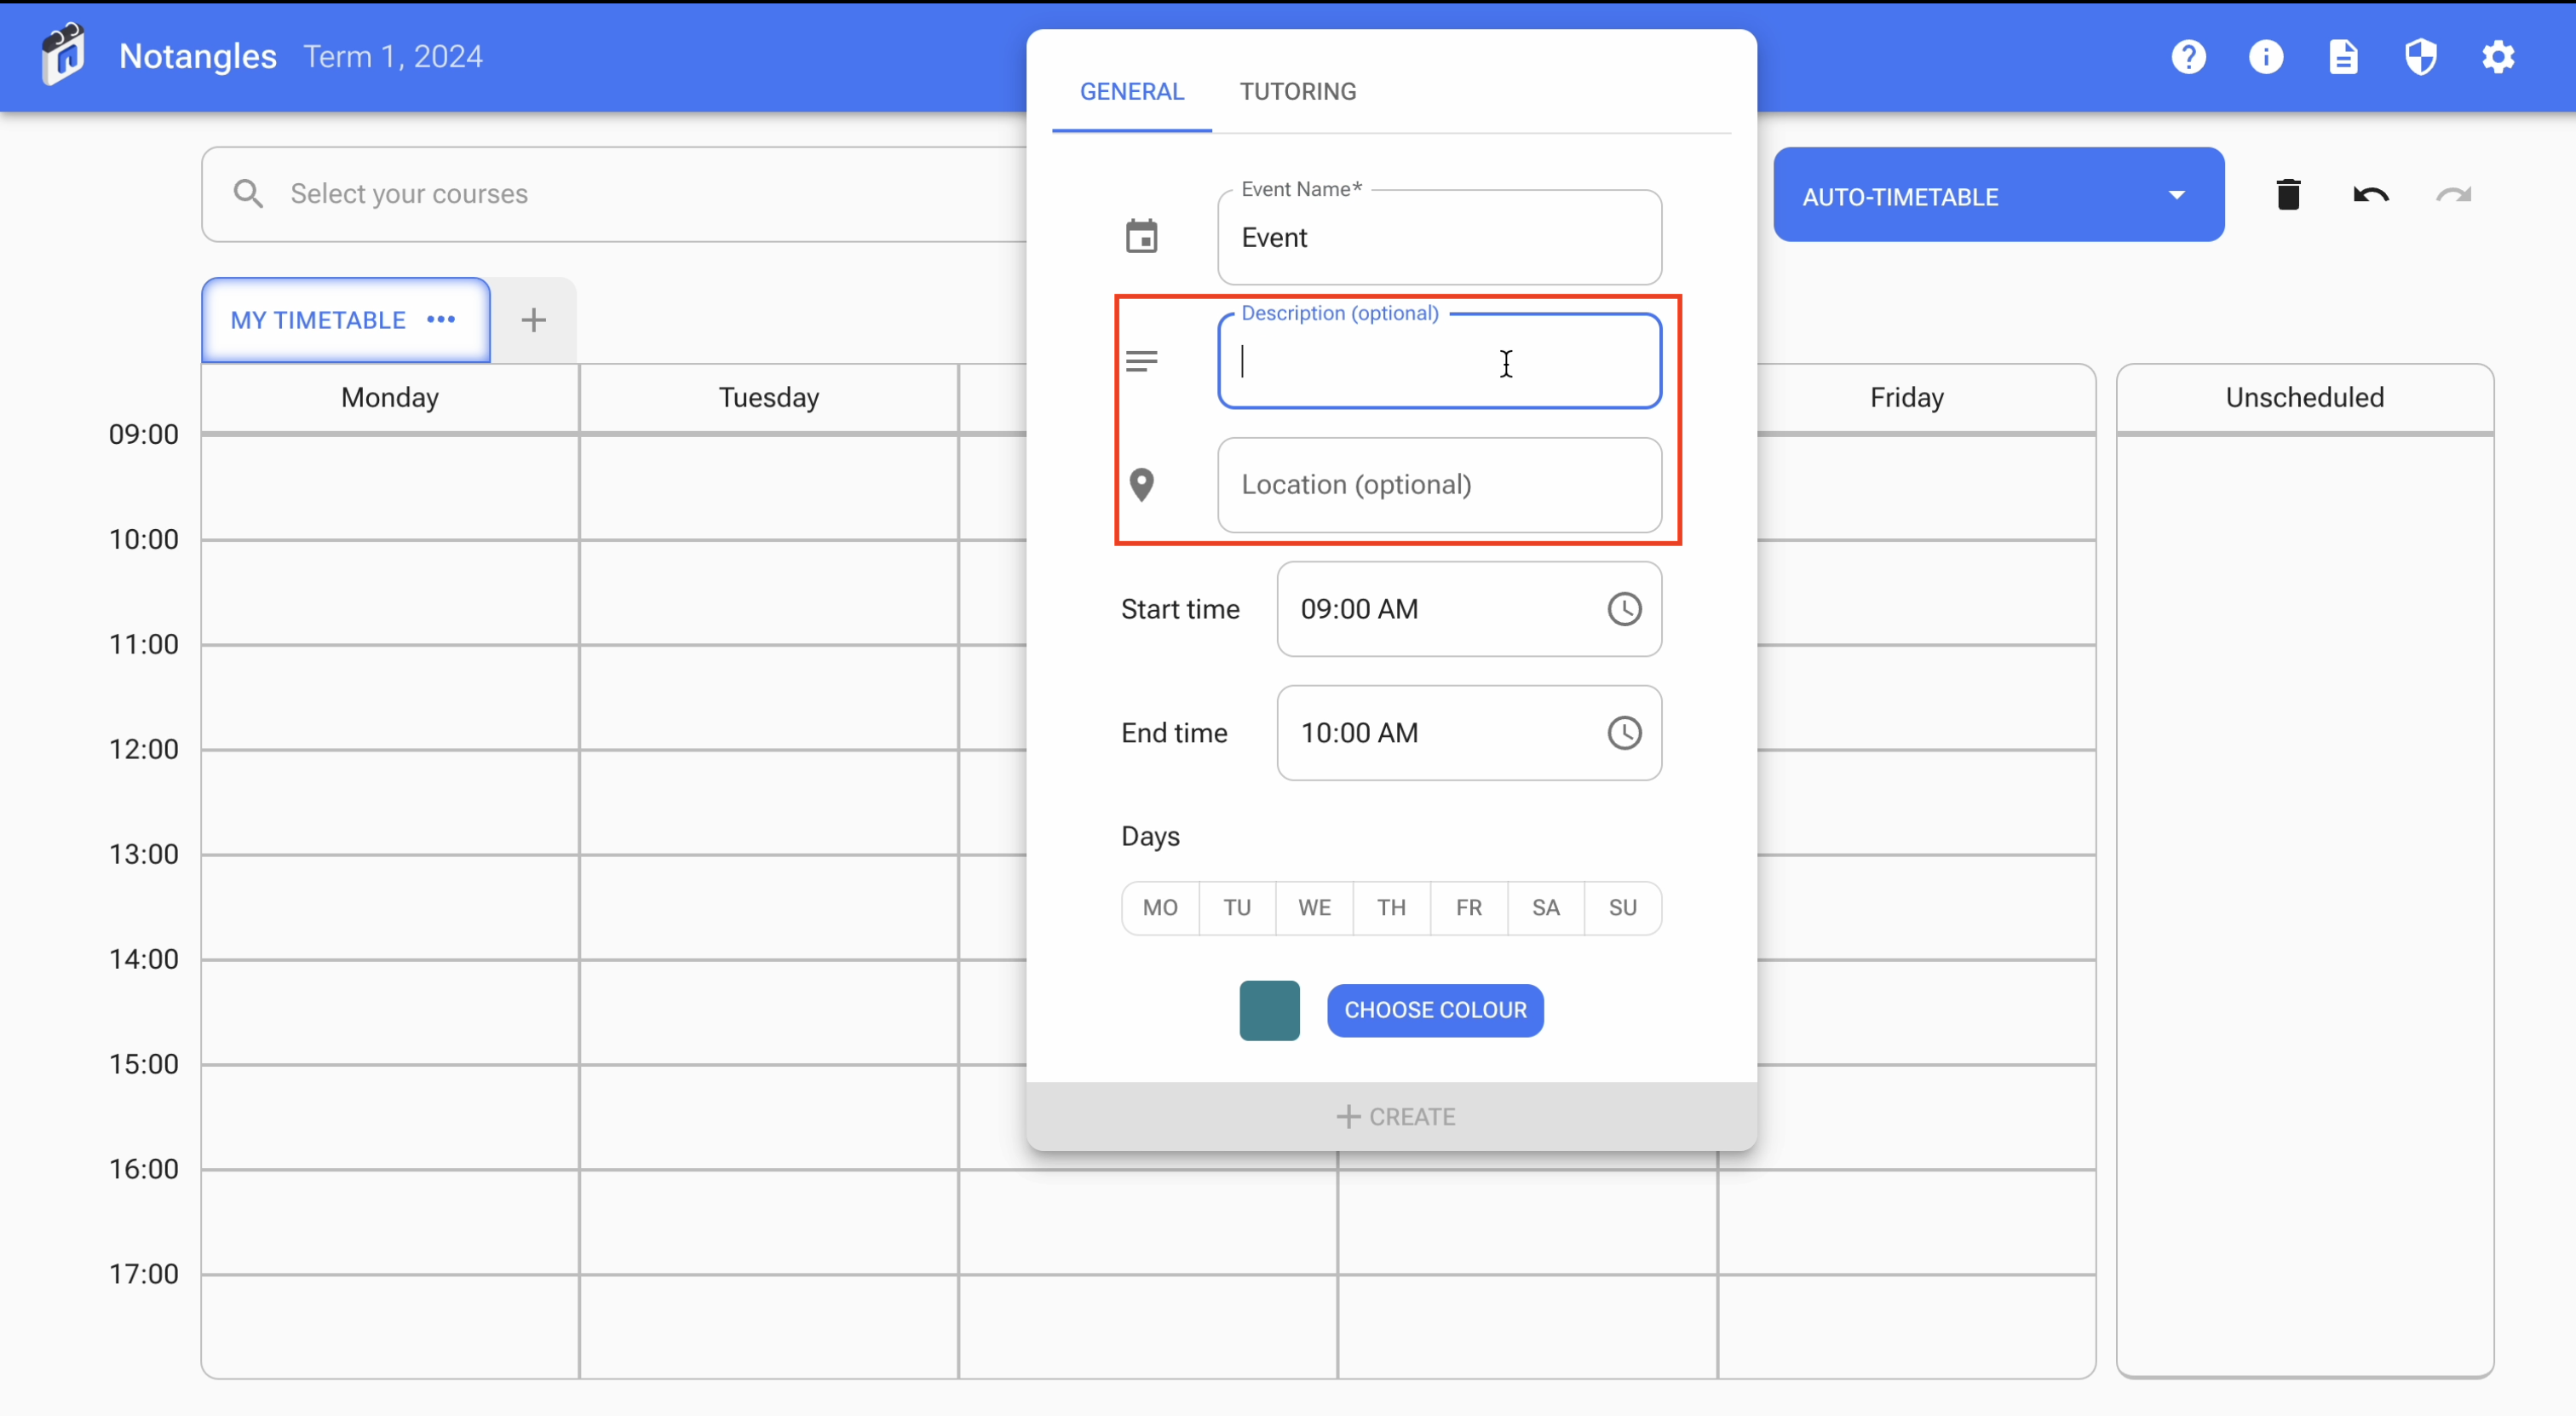 Notangles Term 1, 2024
GENERAL TUTORING
Select your courses
Event Name*
Event
AUTO-TIMETABLE
MY TIMETABLE ••• +
Description (optional)
Location (optional)
Monday Tuesday Friday Unscheduled
09:00
10:00
11:00
12:00
13:00
14:00
15:00
16:00
17:00
Start time 09:00 AM
End time 10:00 AM
Days
MO TU WE TH FR SA SU
CHOOSE COLOUR
+ CREATE